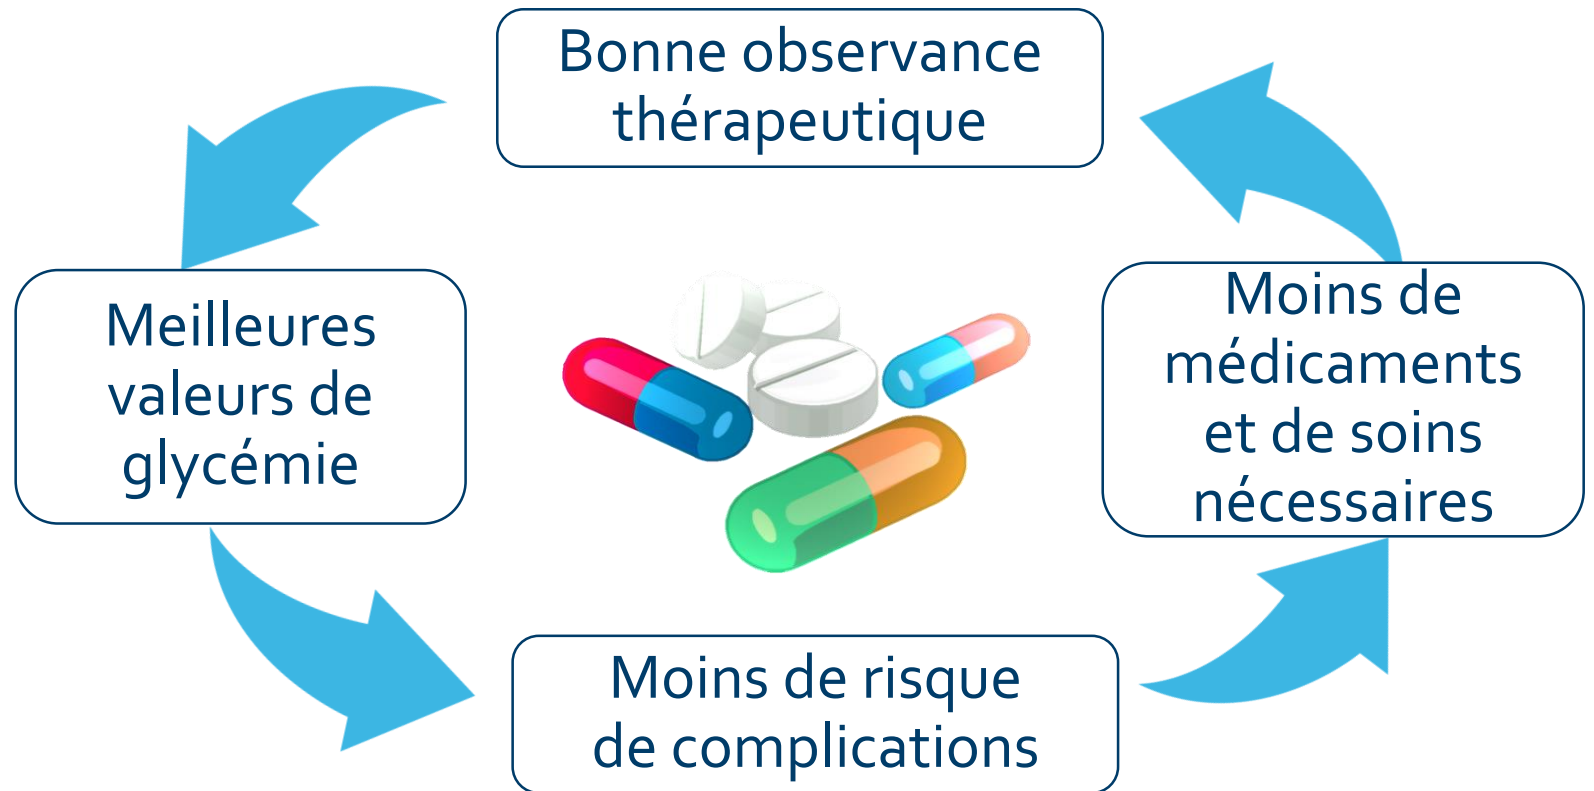 Bonne observance
thérapeutique
Meilleures
valeurs de
glycémie
Moins de risque
de complications
Moins de
médicaments
et de soins
nécessaires